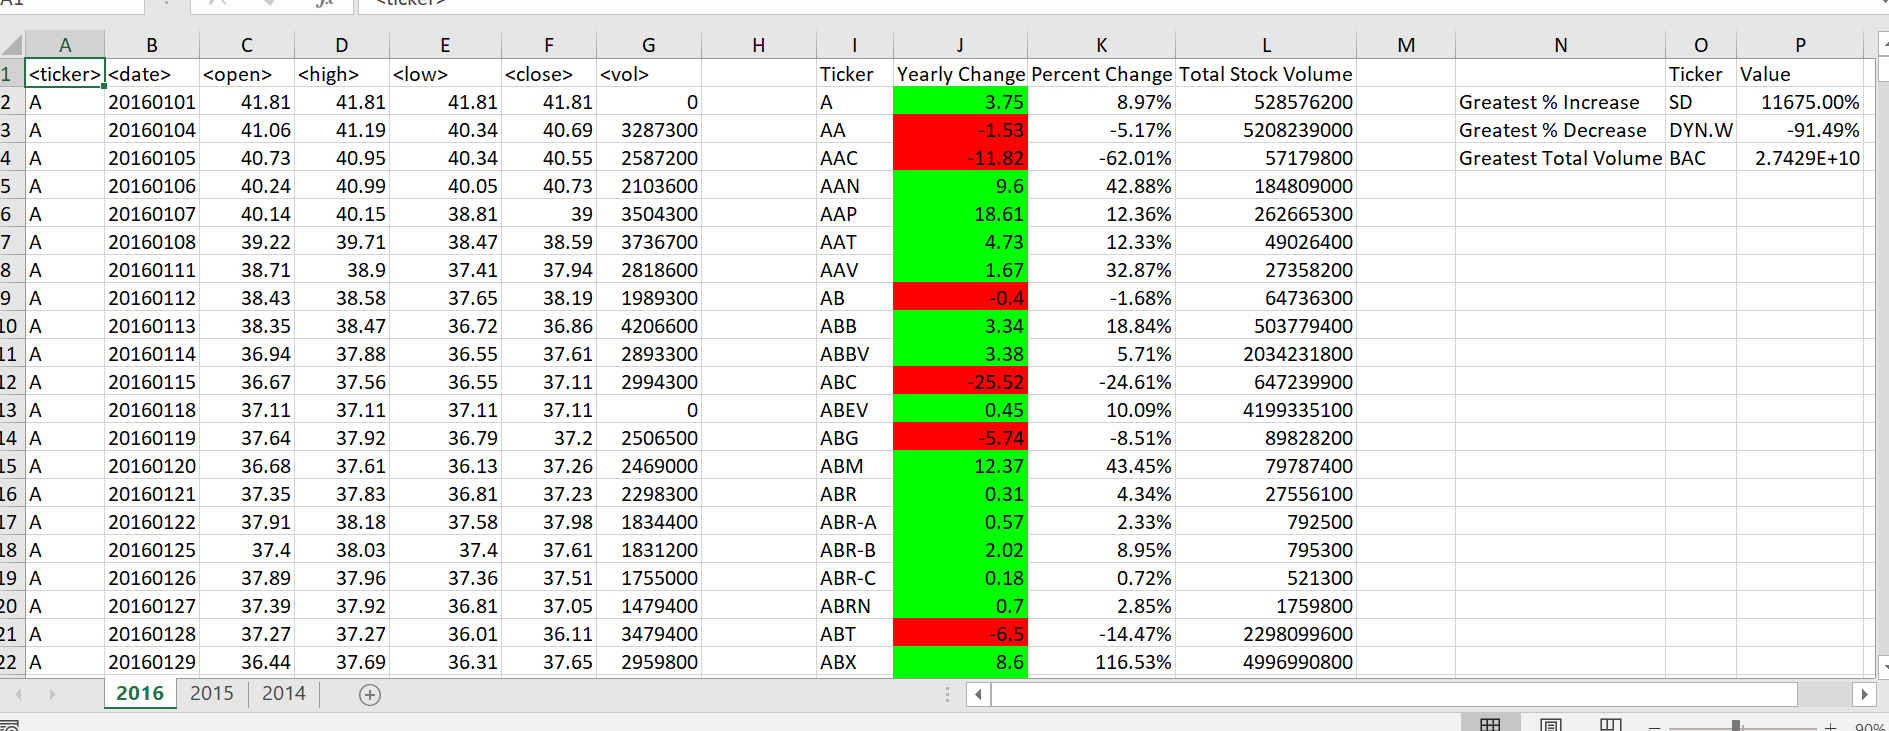 A1 fx <ticker>
A B C D E F G H I J K L M N O P
1 <ticker> <date> <open> <high> <low> <close> <vol> Ticker Yearly Change Percent Change Total Stock Volume Ticker Value
2 A 20160101 41.81 41.81 41.81 41.81 0 A 3.75 8.97% 528576200 Greatest % Increase SD 11675.00%
3 A 20160104 41.06 41.19 40.34 40.69 3287300 AA -1.53 -5.17% 5208239000 Greatest % Decrease DYN.W -91.49%
4 A 20160105 40.73 40.95 40.34 40.55 2587200 AAC -11.82 -62.01% 57179800 Greatest Total Volume BAC 2.7429E+10
5 A 20160106 40.24 40.99 40.05 40.73 2103600 AAN 9.6 42.88% 184809000
6 A 20160107 40.14 40.15 38.81 39 3504300 AAP 18.61 12.36% 262665300
7 A 20160108 39.22 39.71 38.47 38.59 3736700 AAT 4.73 12.33% 49026400
8 A 20160111 38.71 38.9 37.41 37.94 2818600 AAV 1.67 32.87% 27358200
9 A 20160112 38.43 38.58 37.65 38.19 1989300 AB -0.4 -1.68% 64736300
10 A 20160113 38.35 38.47 36.72 36.86 4206600 ABB 3.34 18.84% 503779400
11 A 20160114 36.94 37.88 36.55 37.61 2893300 ABBV 3.38 5.71% 2034231800
12 A 20160115 36.67 37.56 36.55 37.11 2994300 ABC -25.52 -24.61% 647239900
13 A 20160118 37.11 37.11 37.11 37.11 0 ABEV 0.45 10.09% 4199335100
14 A 20160119 37.64 37.92 36.79 37.2 2506500 ABG -5.74 -8.51% 89828200
15 A 20160120 36.68 37.61 36.13 37.26 2469000 ABM 12.37 43.45% 79787400
16 A 20160121 37.35 37.83 36.81 37.23 2298300 ABR 0.31 4.34% 27556100
17 A 20160122 37.91 38.18 37.58 37.98 1834400 ABR-A 0.57 2.33% 792500
18 A 20160125 37.4 38.03 37.4 37.61 1831200 ABR-B 2.02 8.95% 795300
19 A 20160126 37.89 37.96 37.36 37.51 1755000 ABR-C 0.18 0.72% 521300
20 A 20160127 37.39 37.92 36.81 37.05 1479400 ABRN 0.7 2.85% 1759800
21 A 20160128 37.27 37.27 36.01 36.11 3479400 ABT -6.5 -14.47% 2298099600
22 A 20160129 36.44 37.69 36.31 37.65 2959800 ABX 8.6 116.53% 4996990800
2016 2015 2014
90%